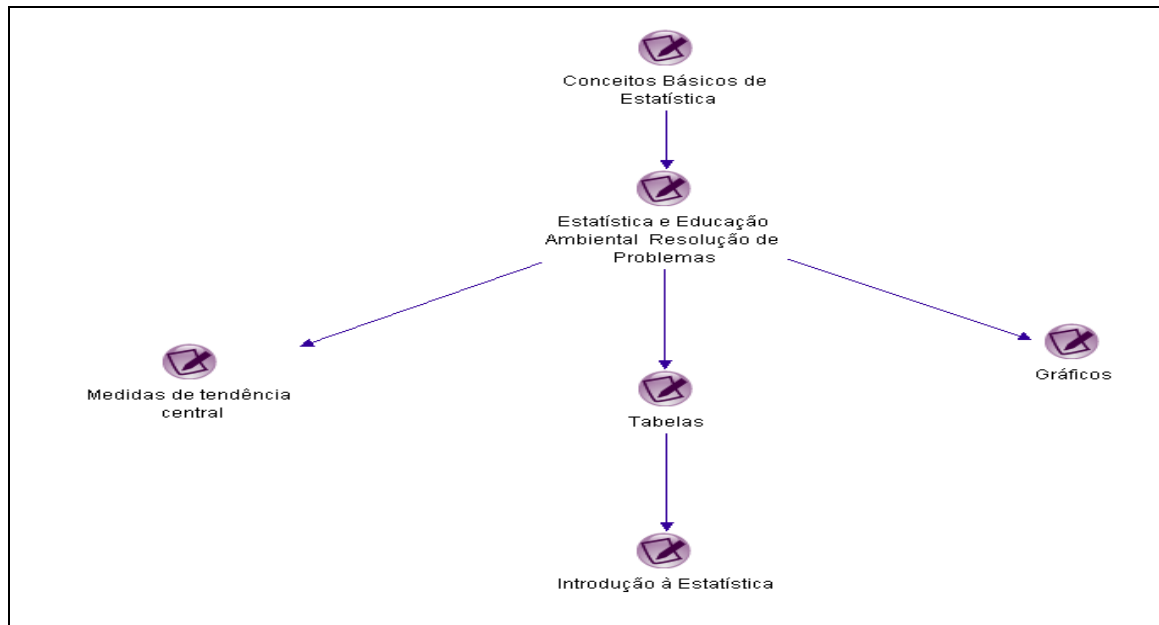 Conceitos Básicos de
Estatística
Estatística e Educação
Ambiental Resolução de
Problemas
Medidas de tendência
central
Tabelas
Gráficos
Introdução à Estatística